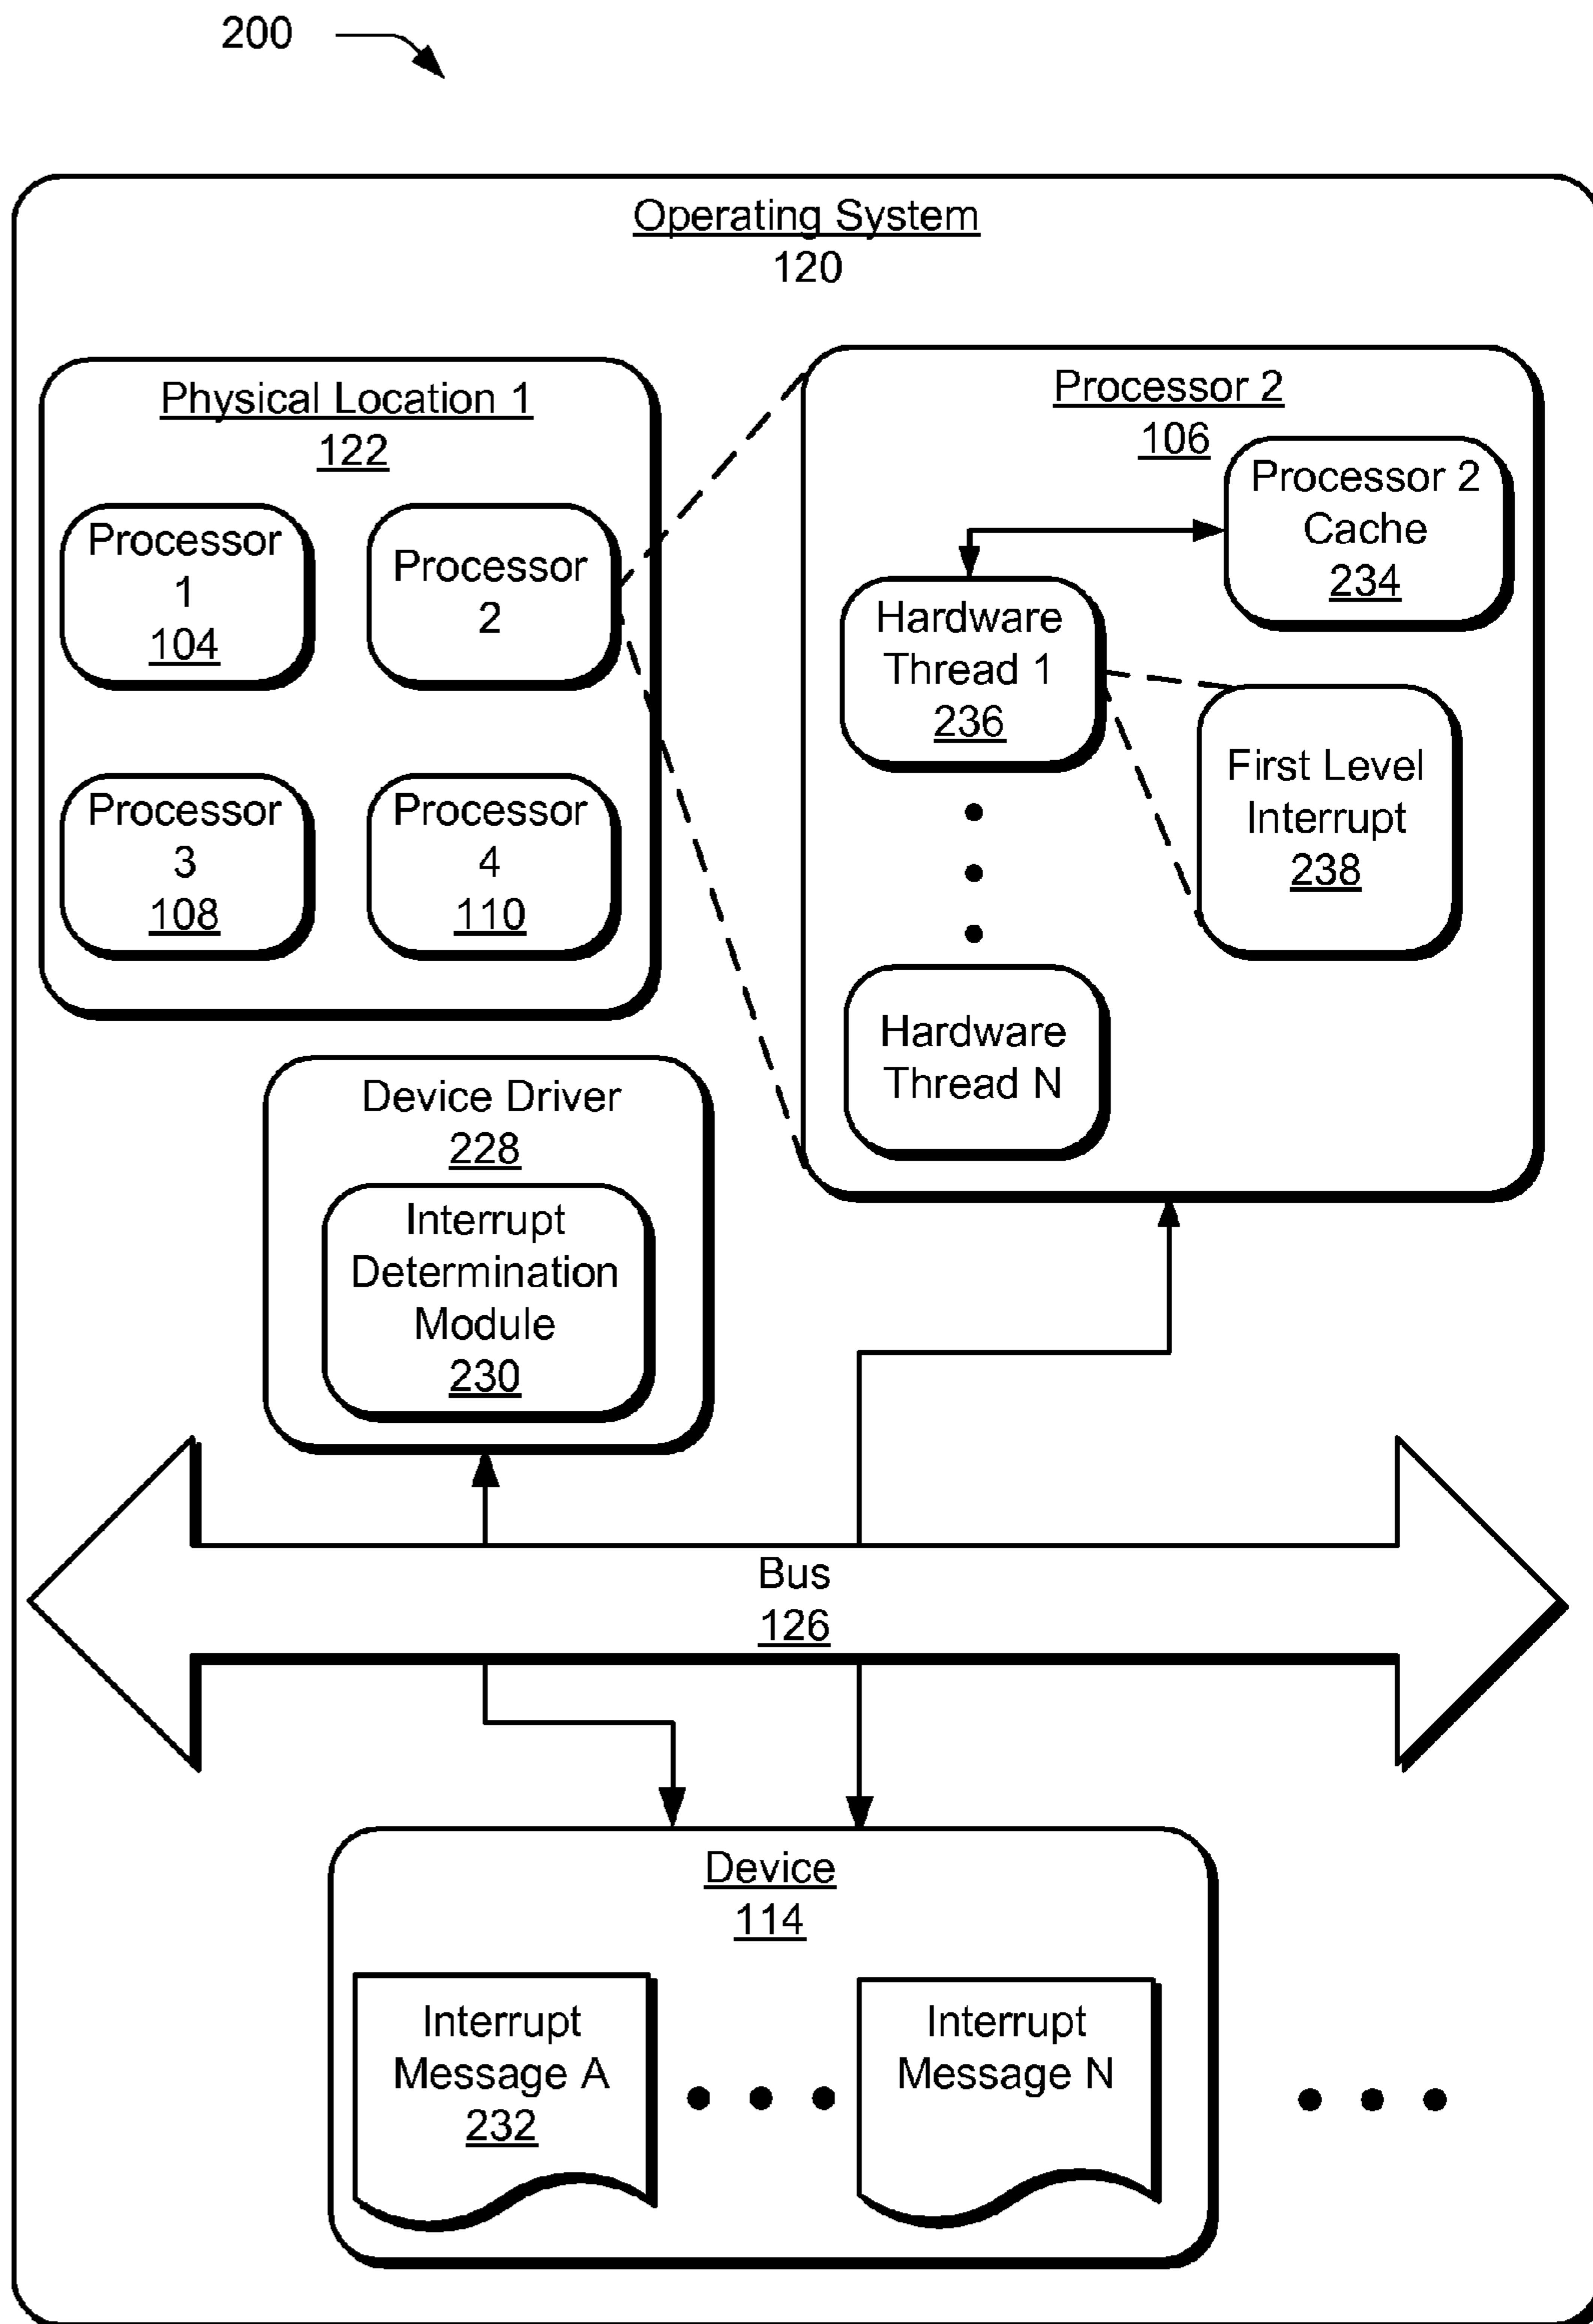 200
Operating System
120
Physical Location 1
122
Processor
1
104
Processor
2
Processor
3
108
Processor
4
110
Processor 2
106
Processor 2
Cache
234
Hardware
Thread 1
236
First Level
Interrupt
238
Hardware
Thread N
Device Driver
228
Interrupt
Determination
Module
230
Bus
126
Device
114
Interrupt
Message A
232
Interrupt
Message N